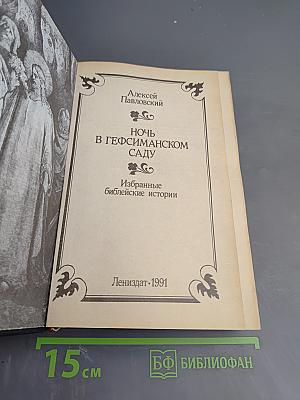 Алексей
Павловский
НОЧЬ
В ГЕФСИМАНСКОМ
САДУ
Избранные
библейские истории
Лениздат•1991
15 см
БФ БИБЛИОФАН